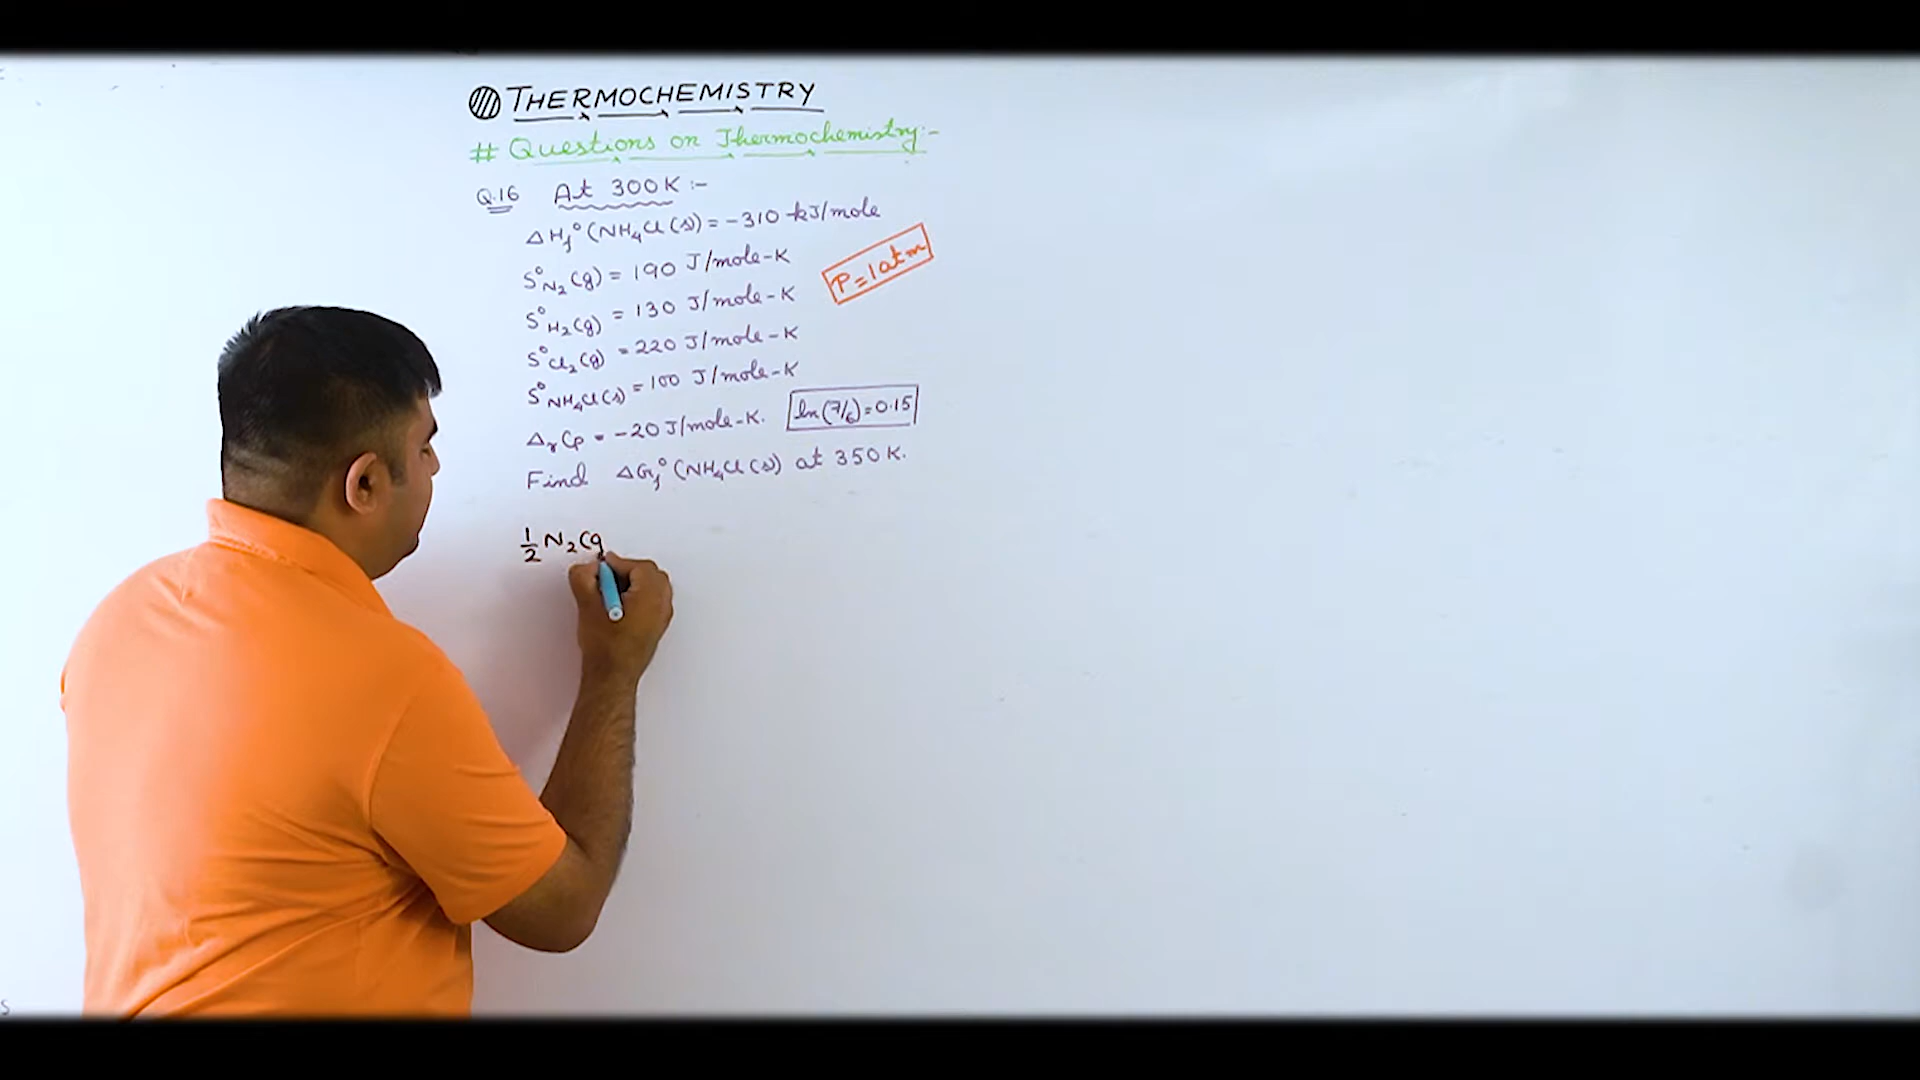 THERMOCHEMISTRY
# Questions on Thermochemistry:-
Q.16 At 300K :-
ΔHf°(NH4Cl(s)) = -310 kJ/mole
S°N2(g) = 190 J/mole-K
P=1atm
S°H2(g) = 130 J/mole-K
S°Cl2(g) = 220 J/mole-K
S°NH4Cl(s) = 100 J/mole-K
ΔrCp = -20 J/mole-K. ln(7/6)=0.15
Find ΔGf°(NH4Cl(s) at 350K.
1/2 N2(g